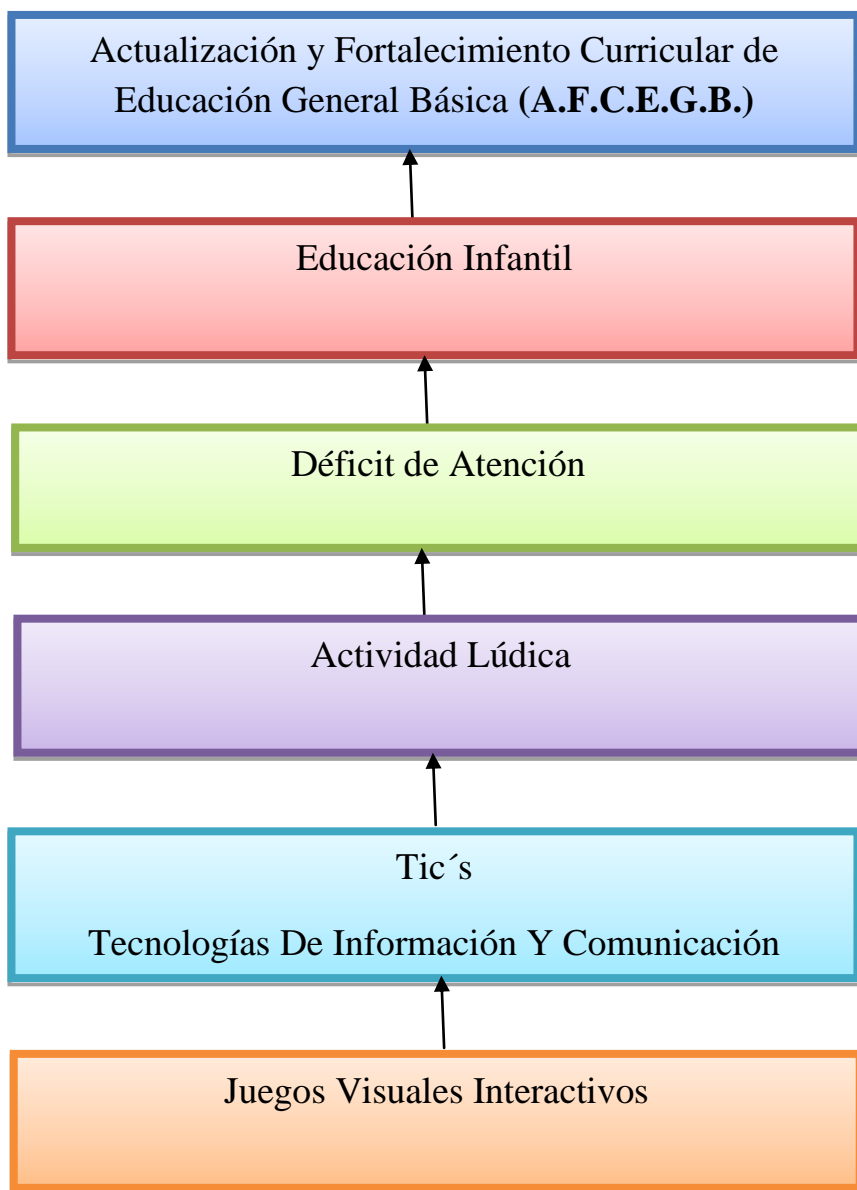 Actualización y Fortalecimiento Curricular de
Educación General Básica (A.F.C.E.G.B.)
Educación Infantil
Déficit de Atención
Actividad Lúdica
Tic´s
Tecnologías De Información Y Comunicación
Juegos Visuales Interactivos